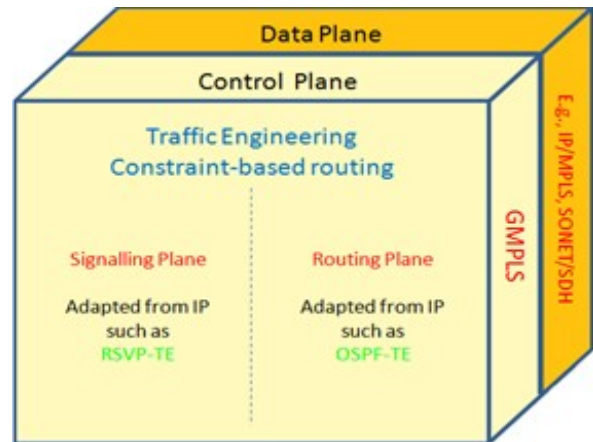 Data Plane
Control Plane
Traffic Engineering
Constraint-based routing
Signalling Plane
Adapted from IP
such as
RSVP-TE
Routing Plane
Adapted from IP
such as
OSPF-TE
GMPLS
E.g., IP/MPLS, SONET/SDH